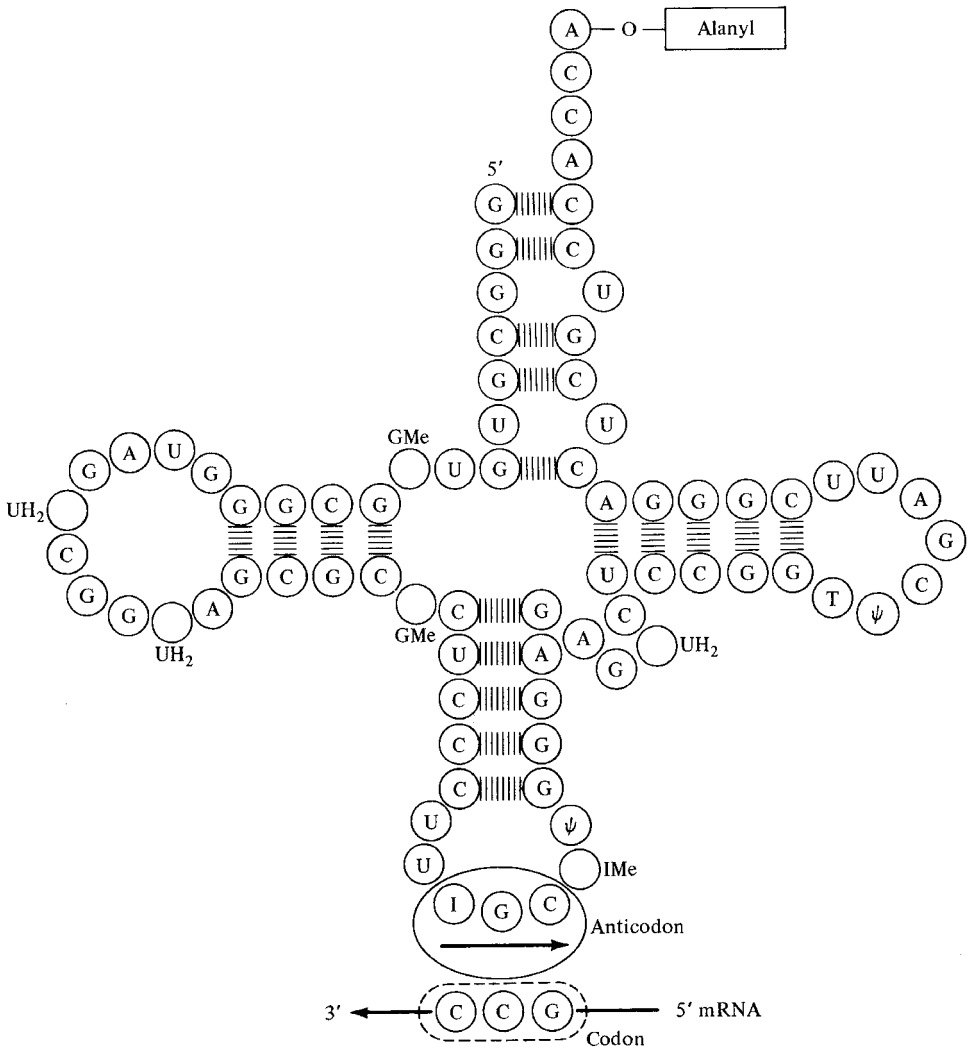 A O Alanyl
C
C
A
5′
G C
G C
G U
C G
G C
U U
GMe U G C
G A U G
UH₂
C
G
G
UH₂
A
G G C G
G C G C
GMe
A G G G C U U A G C ψ T
U C C G G
C G
U A
C G
C G
C G
A G UH₂ C
U ψ
U IMe
I G C
Anticodon
3′ C C G 5′ mRNA
Codon